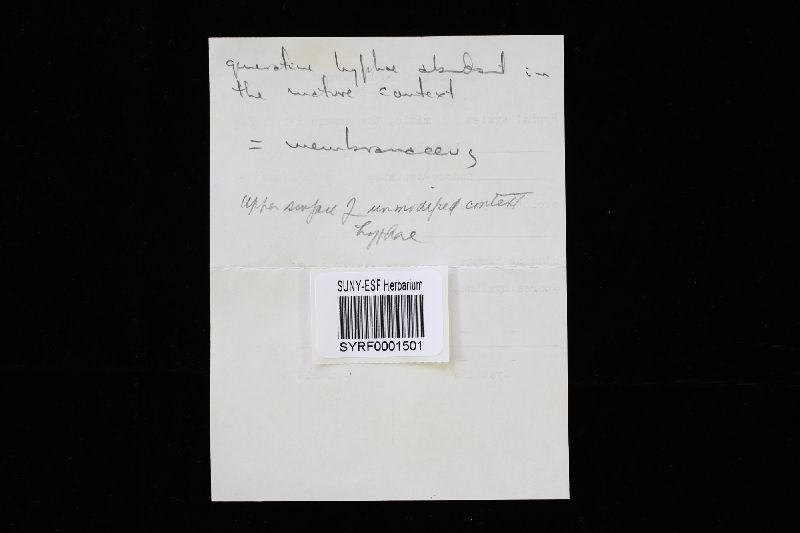 generative hyphae abundant in
the mature context
= membranaceus
Upper surface of unmodified context
hyphae
SUNY-ESF Herbarium
SYRF0001501